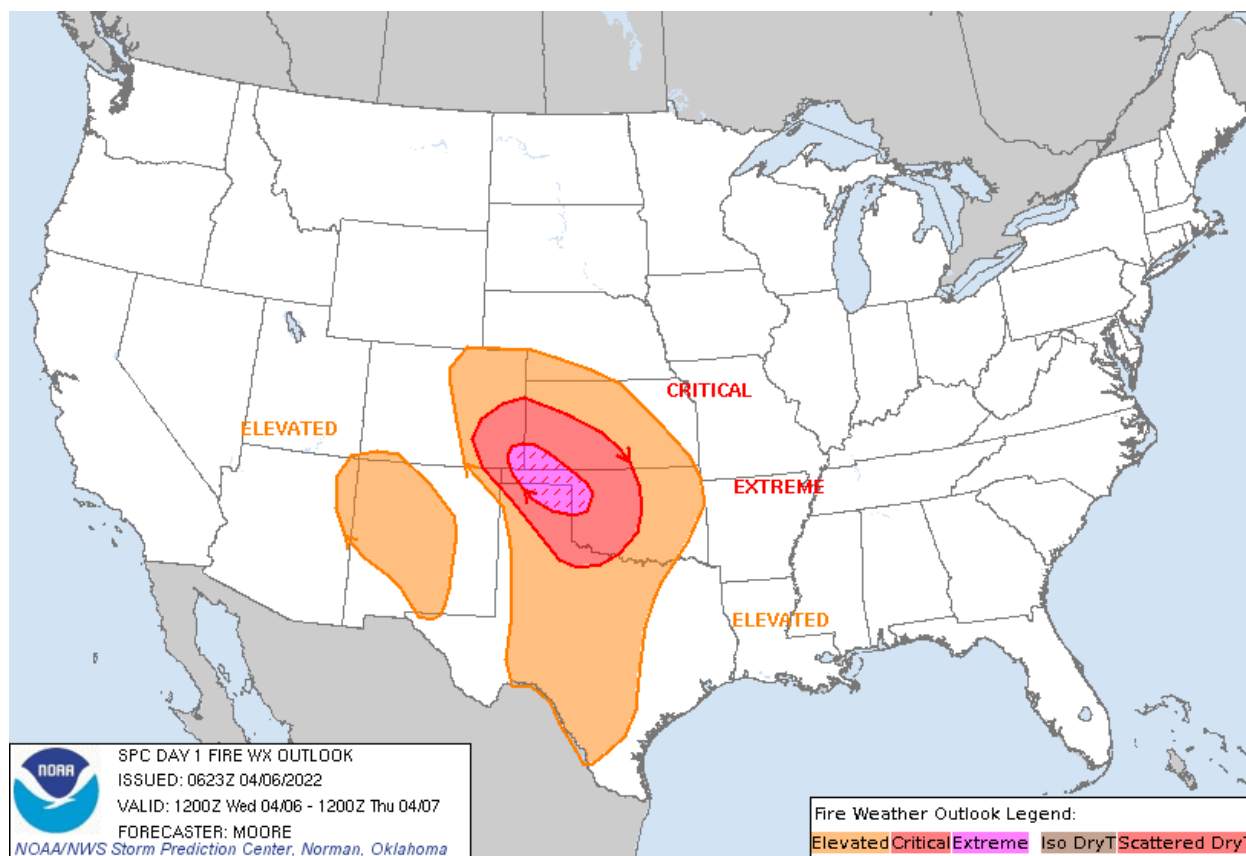 CRITICAL
ELEVATED
EXTREME
ELEVATED
NOAA
SPC DAY 1 FIRE WX OUTLOOK
ISSUED: 0623Z 04/06/2022
VALID: 1200Z Wed 04/06 - 1200Z Thu 04/07
FORECASTER: MOORE
NOAA/NWS Storm Prediction Center, Norman, Oklahoma
Fire Weather Outlook Legend:
Elevated Critical Extreme Iso DryT Scattered DryT